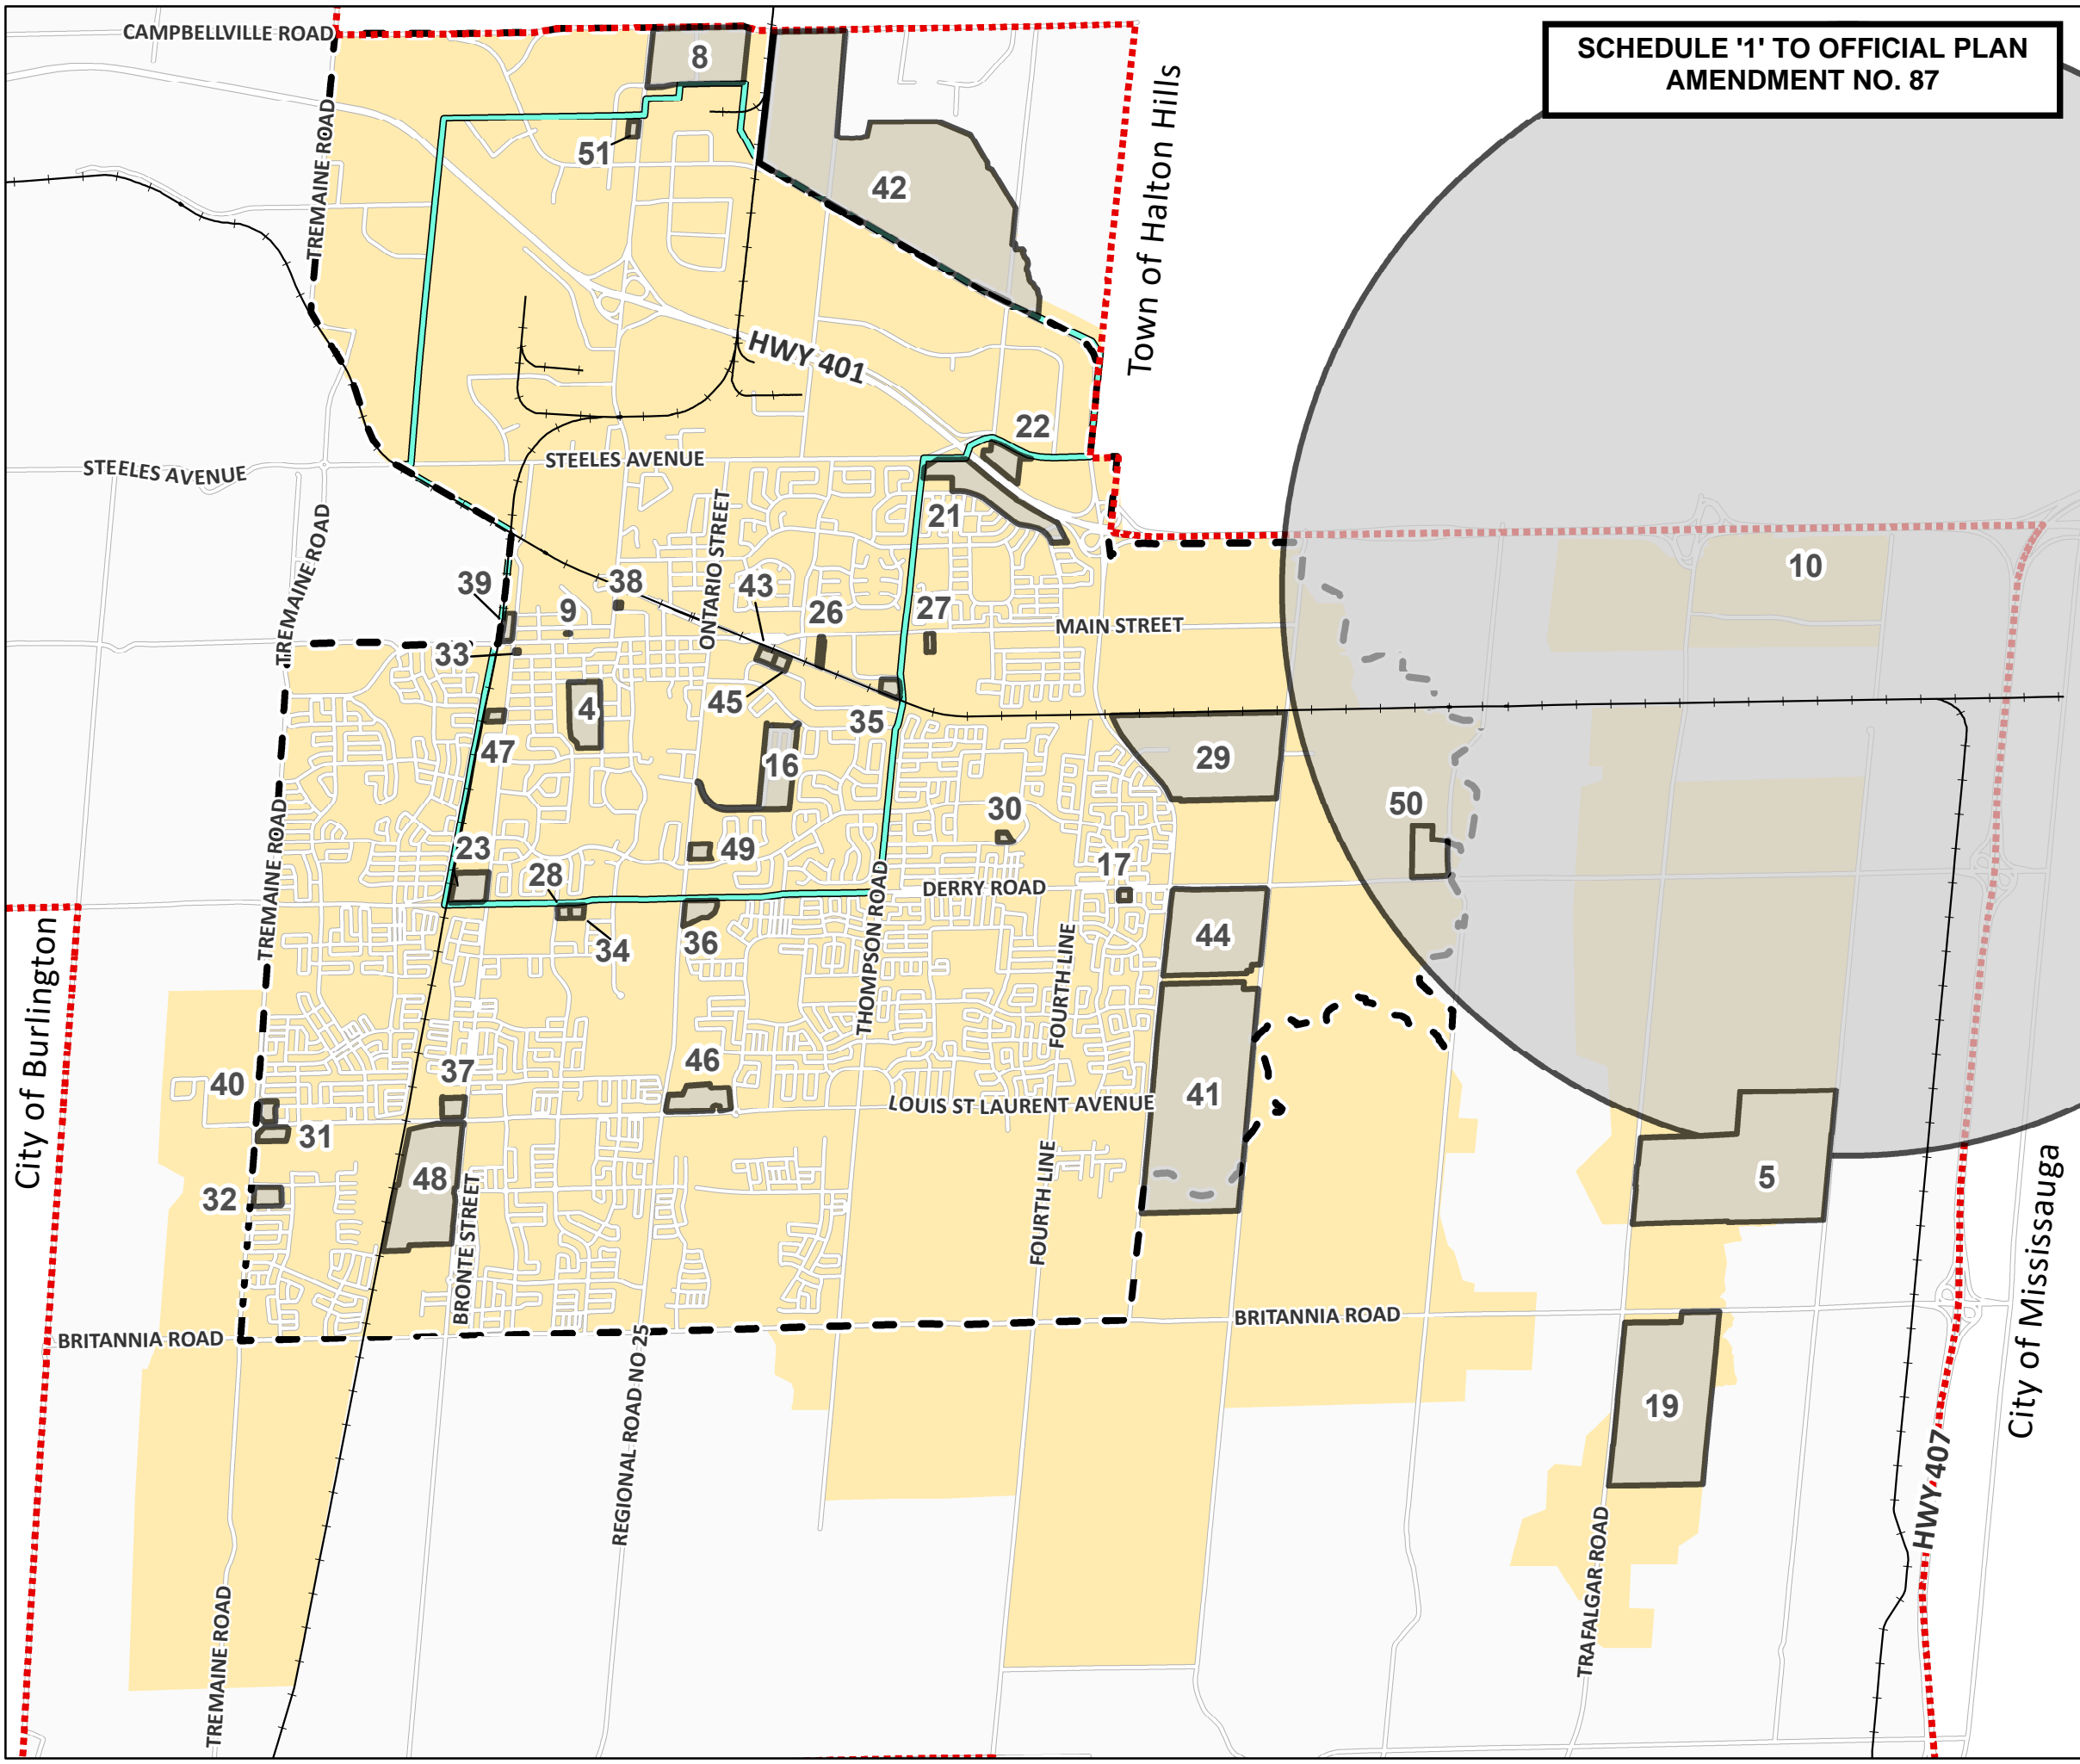 SCHEDULE '1' TO OFFICIAL PLAN
AMENDMENT NO. 87
CAMPBELLVILLE ROAD
8
TREMAINE ROAD
51
42
Town of Halton Hills
HWY 401
22
STEELES AVENUE
STEELES AVENUE
ONTARIO STREET
21
TREMAINE ROAD
10
39
38
43
9
26
27
MAIN STREET
33
45
4
35
47
16
29
50
30
TREMAINE ROAD
23
49
28
17
DERRY ROAD
THOMPSON ROAD
34
36
44
FOURTH LINE
City of Burlington
37
46
40
LOUIS ST LAURENT AVENUE
41
31
48
32
5
BRONTE STREET
FOURTH LINE
City of Mississauga
BRITANNIA ROAD
BRITANNIA ROAD
REGIONAL ROAD NO 25
19
HWY 407
TRAFALGAR ROAD
TREMAINE ROAD